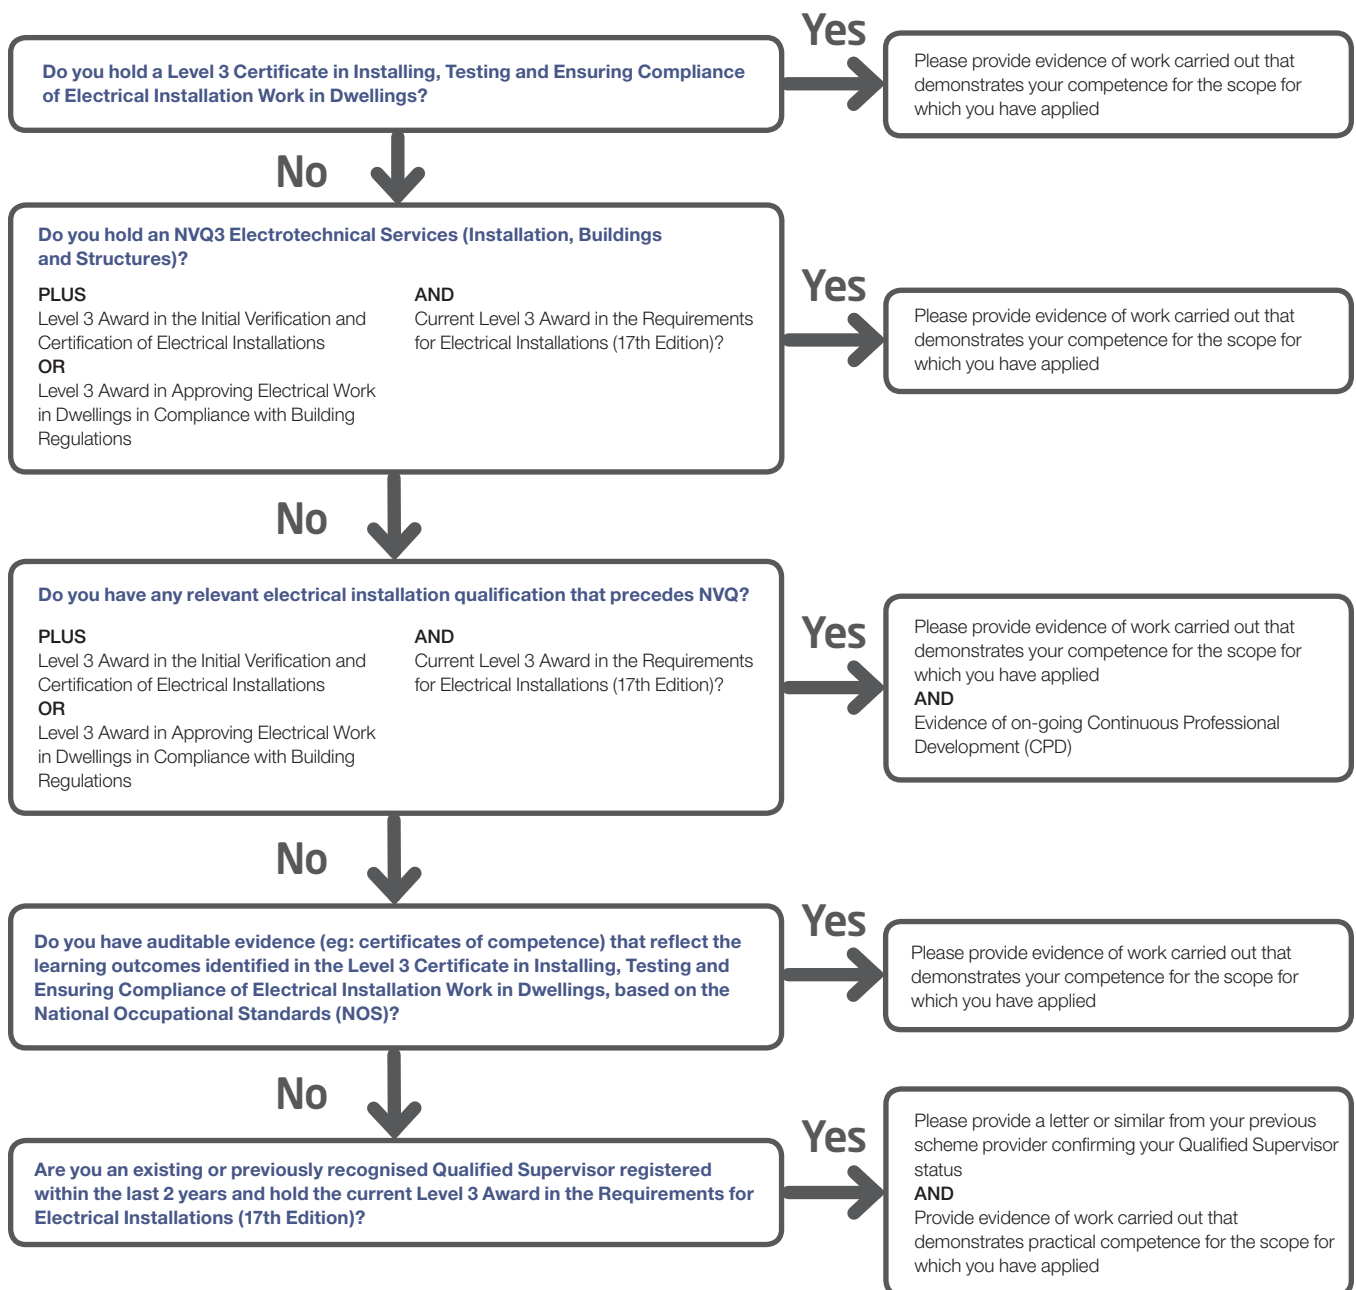 Do you hold a Level 3 Certificate in Installing, Testing and Ensuring Compliance
of Electrical Installation Work in Dwellings?
Yes
Please provide evidence of work carried out that
demonstrates your competence for the scope for
which you have applied
No
Do you hold an NVQ3 Electrotechnical Services (Installation, Buildings
and Structures)?
PLUS
Level 3 Award in the Initial Verification and
Certification of Electrical Installations
OR
Level 3 Award in Approving Electrical Work
in Dwellings in Compliance with Building
Regulations
AND
Current Level 3 Award in the Requirements
for Electrical Installations (17th Edition)?
Yes
Please provide evidence of work carried out that
demonstrates your competence for the scope for
which you have applied
No
Do you have any relevant electrical installation qualification that precedes NVQ?
PLUS
Level 3 Award in the Initial Verification and
Certification of Electrical Installations
OR
Level 3 Award in Approving Electrical Work
in Dwellings in Compliance with Building
Regulations
AND
Current Level 3 Award in the Requirements
for Electrical Installations (17th Edition)?
Yes
Please provide evidence of work carried out that
demonstrates your competence for the scope for
which you have applied
AND
Evidence of on-going Continuous Professional
Development (CPD)
No
Do you have auditable evidence (eg: certificates of competence) that reflect the
learning outcomes identified in the Level 3 Certificate in Installing, Testing and
Ensuring Compliance of Electrical Installation Work in Dwellings, based on the
National Occupational Standards (NOS)?
Yes
Please provide evidence of work carried out that
demonstrates your competence for the scope for
which you have applied
No
Are you an existing or previously recognised Qualified Supervisor registered
within the last 2 years and hold the current Level 3 Award in the Requirements for
Electrical Installations (17th Edition)?
Yes
Please provide a letter or similar from your previous
scheme provider confirming your Qualified Supervisor
status
AND
Provide evidence of work carried out that
demonstrates practical competence for the scope for
which you have applied